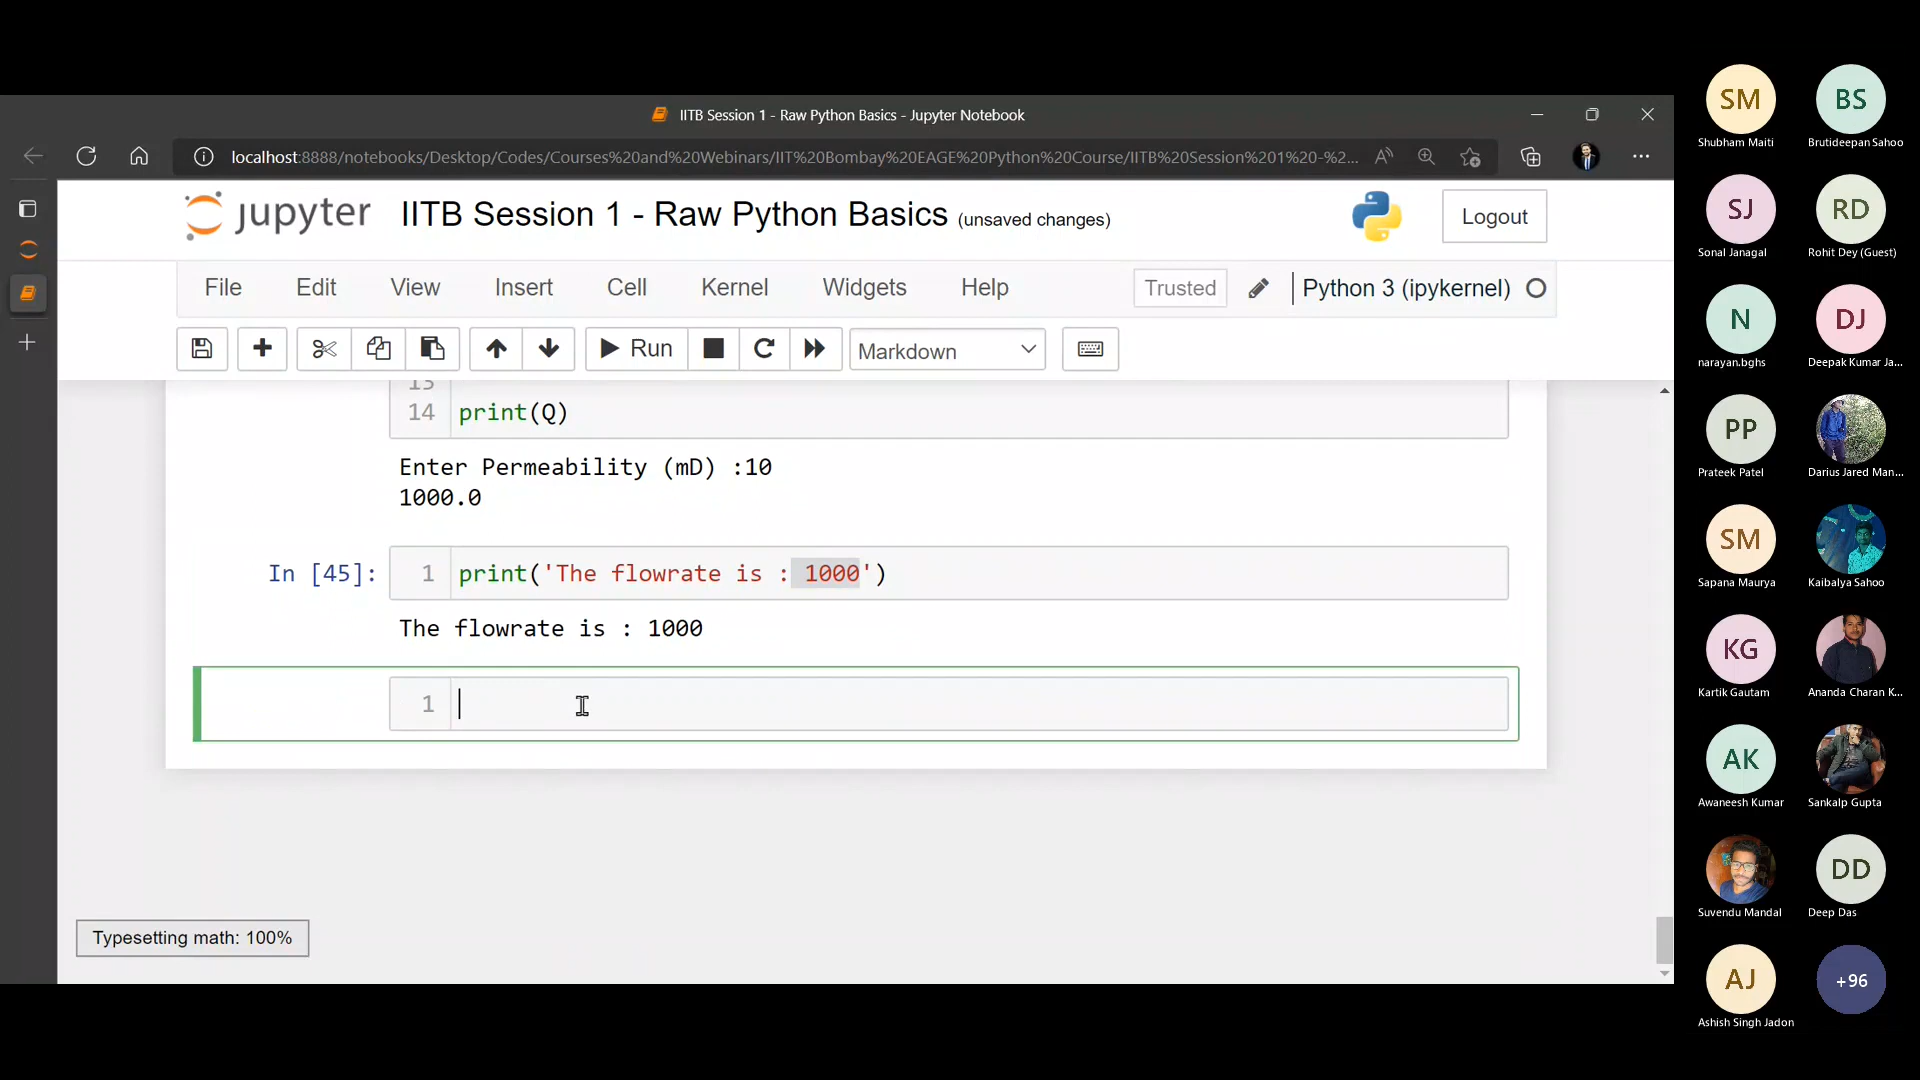 IITB Session 1 - Raw Python Basics - Jupyter Notebook
localhost:8888/notebooks/Desktop/Codes/Courses%20and%20Webinars/IIT%20Bombay%20EAGE%20Python%20Course/IITB%20Session%201%20-%2...
jupyter IITB Session 1 - Raw Python Basics (unsaved changes)
Logout
File Edit View Insert Cell Kernel Widgets Help
Trusted
Python 3 (ipykernel)
Run
Markdown
13
14 print(Q)
Enter Permeability (mD) :10
1000.0
In [45]: 1 print('The flowrate is : 1000')
The flowrate is : 1000
1
Typesetting math: 100%
SM BS
Shubham Maiti Brutideepan Sahoo
SJ RD
Sonal Janagal Rohit Dey (Guest)
N DJ
narayan.bghs Deepak Kumar Ja...
PP
Prateek Patel Darius Jared Man...
SM
Sapana Maurya Kaibalya Sahoo
KG
Kartik Gautam Ananda Charan K...
AK
Awaneesh Kumar Sankalp Gupta
DD
Suvendu Mandal Deep Das
AJ +96
Ashish Singh Jadon